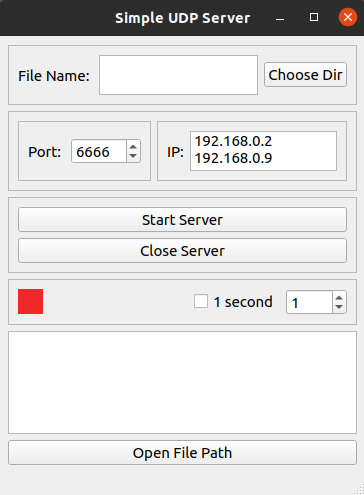 Simple UDP Server
File Name:
Choose Dir
Port:
6666
IP:
192.168.0.2
192.168.0.9
Start Server
Close Server
1 second
1
Open File Path